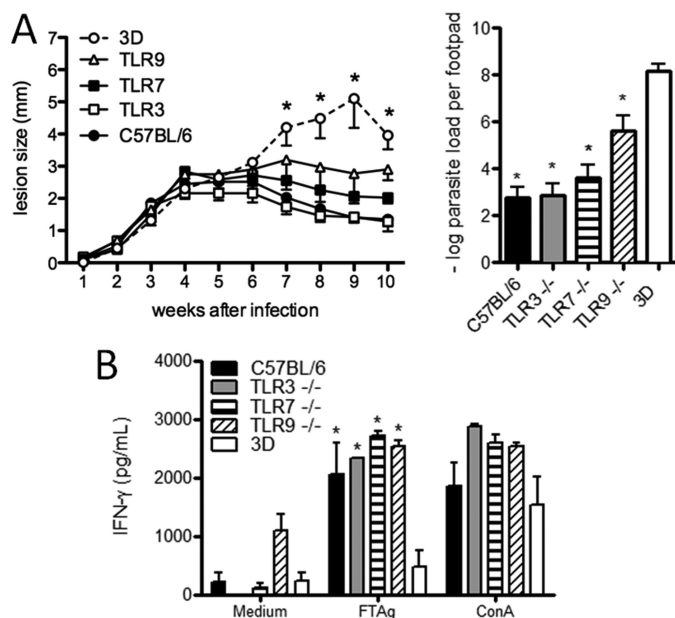 A
lesion size (mm)
7
6
5
4
3
2
1
0
1 2 3 4 5 6 7 8 9 10
weeks after infection
3D
TLR9
TLR7
TLR3
C57BL/6
* * * *
- log parasite load per footpad
10
8
6
4
2
0
* * * *
C57BL/6
TLR3 -/-
TLR7 -/-
TLR9 -/-
3D
B
IFN-γ (pg/mL)
4000
3000
2000
1000
0
C57BL/6
TLR3 -/-
TLR7 -/-
TLR9 -/-
3D
* * * *
Medium FTAg ConA